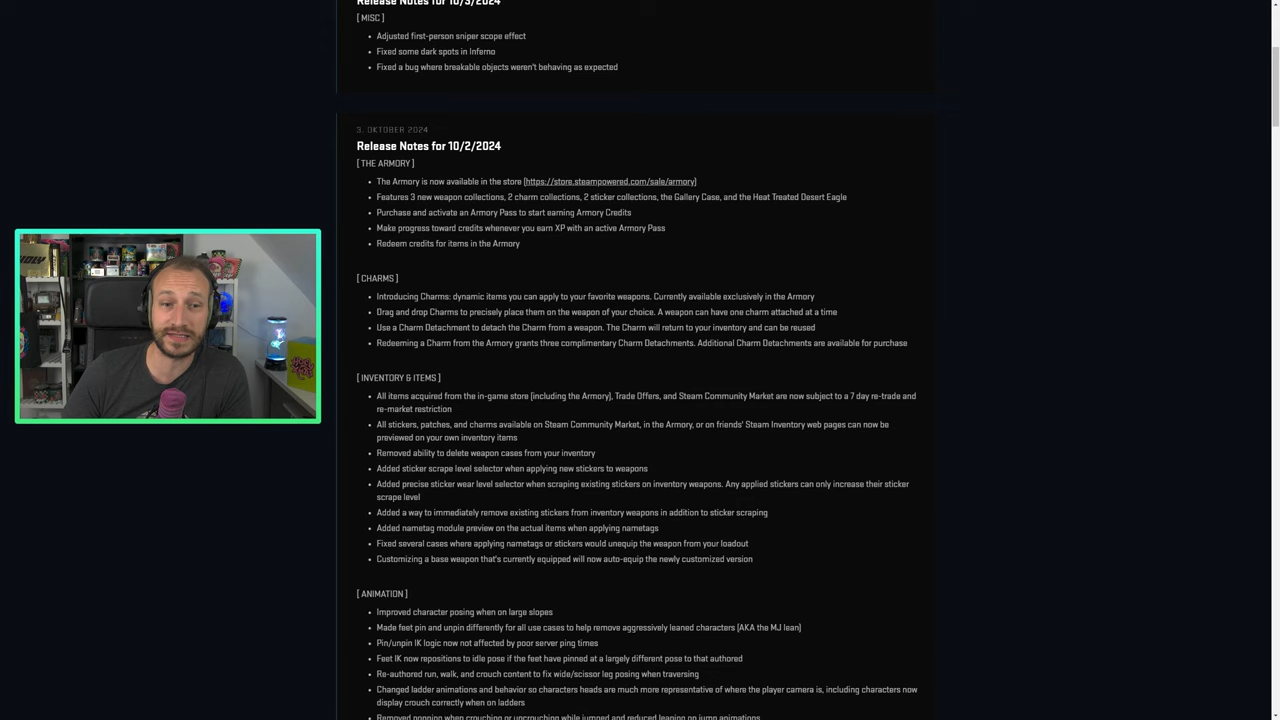 Release Notes for 10/3/2024
[ MISC ]
• Adjusted first-person sniper scope effect
• Fixed some dark spots in Inferno
• Fixed a bug where breakable objects weren't behaving as expected
3. OKTOBER 2024
Release Notes for 10/2/2024
[ THE ARMORY ]
• The Armory is now available in the store [https://store.steampowered.com/sale/armory]
• Features 3 new weapon collections, 2 charm collections, 2 sticker collections, the Gallery Case, and the Heat Treated Desert Eagle
• Purchase and activate an Armory Pass to start earning Armory Credits
• Make progress toward credits whenever you earn XP with an active Armory Pass
• Redeem credits for items in the Armory
[ CHARMS ]
• Introducing Charms: dynamic items you can apply to your favorite weapons. Currently available exclusively in the Armory
• Drag and drop Charms to precisely place them on the weapon of your choice. A weapon can have one charm attached at a time
• Use a Charm Detachment to detach the Charm from a weapon. The Charm will return to your inventory and can be reused
• Redeeming a Charm from the Armory grants three complimentary Charm Detachments. Additional Charm Detachments are available for purchase
[ INVENTORY & ITEMS ]
• All items acquired from the in-game store [including the Armory], Trade Offers, and Steam Community Market are now subject to a 7 day re-trade and
re-market restriction
• All stickers, patches, and charms available on Steam Community Market, in the Armory, or on friends' Steam Inventory web pages can now be
previewed on your own inventory items
• Removed ability to delete weapon cases from your inventory
• Added sticker scrape level selector when applying new stickers to weapons
• Added precise sticker wear level selector when scraping existing stickers on inventory weapons. Any applied stickers can only increase their sticker
scrape level
• Added a way to immediately remove existing stickers from inventory weapons in addition to sticker scraping
• Added nametag module preview on the actual items when applying nametags
• Fixed several cases where applying nametags or stickers would unequip the weapon from your loadout
• Customizing a base weapon that's currently equipped will now auto-equip the newly customized version
[ ANIMATION ]
• Improved character posing when on large slopes
• Made feet pin and unpin differently for all use cases to help remove aggressively leaned characters [AKA the MJ lean]
• Pin/unpin IK logic now not affected by poor server ping times
• Feet IK now repositions to idle pose if the feet have pinned at a largely different pose to that authored
• Re-authored run, walk, and crouch content to fix wide/scissor leg posing when traversing
• Changed ladder animations and behavior so characters heads are much more representative of where the player camera is, including characters now
display crouch correctly when on ladders
• Removed popping when crouching or uncrouching while jumped and reduced leaning on jump animations